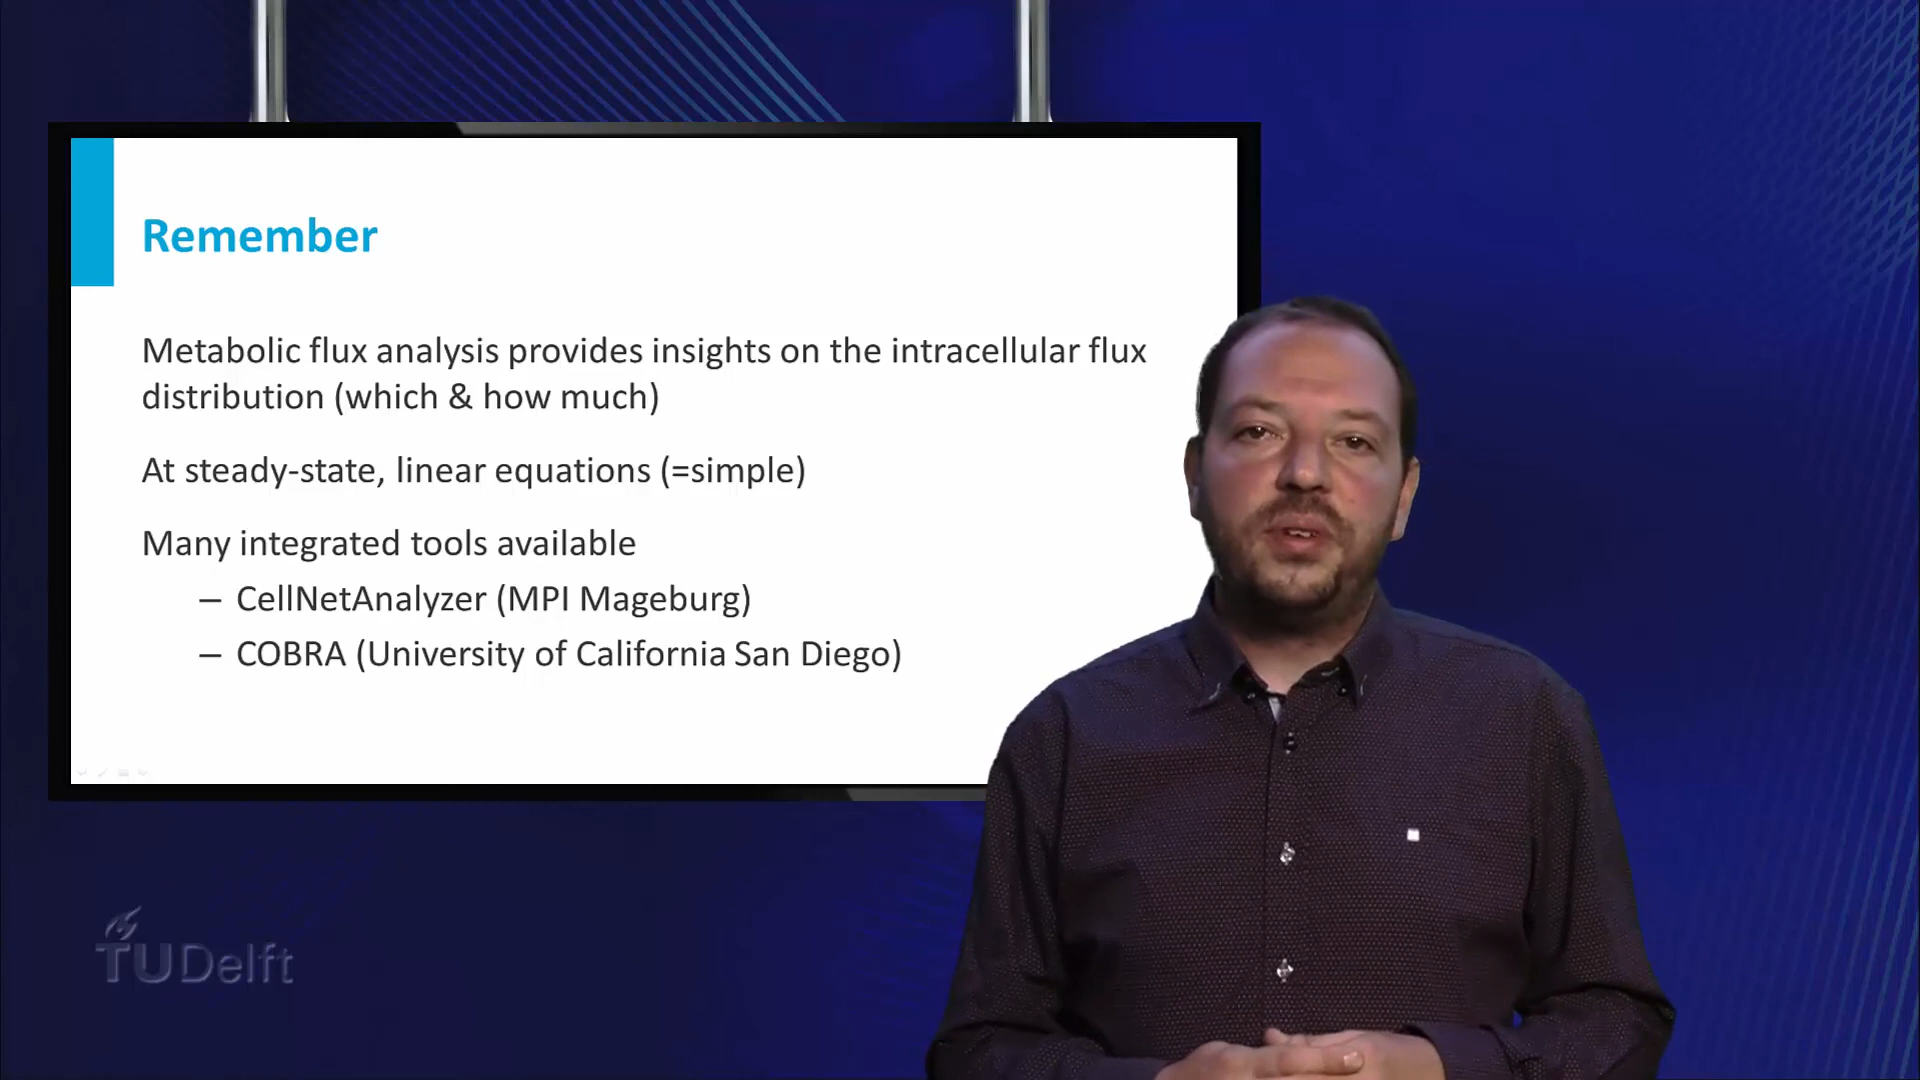 Remember
Metabolic flux analysis provides insights on the intracellular flux
distribution (which & how much)
At steady-state, linear equations (=simple)
Many integrated tools available
– CellNetAnalyzer (MPI Mageburg)
– COBRA (University of California San Diego)
TUDelft